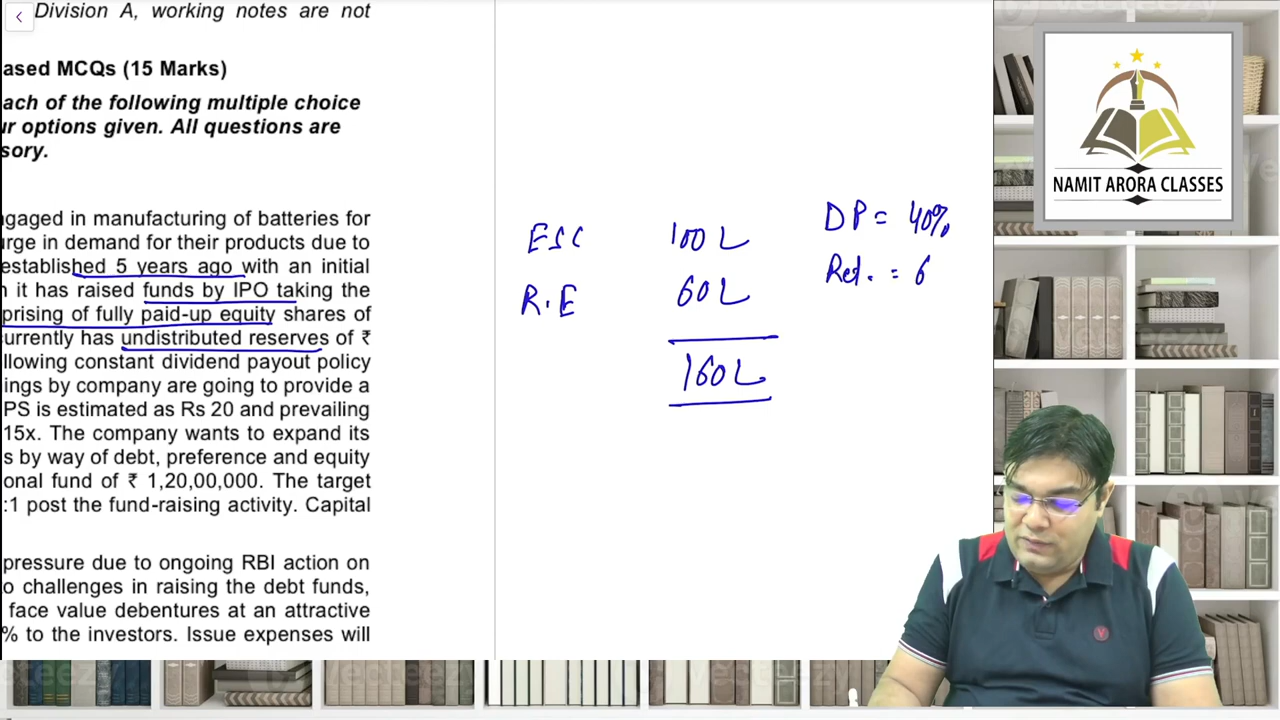 Division A, working notes are not
ased MCQs (15 Marks)
ach of the following multiple choice
ur options given. All questions are
sory.
ngaged in manufacturing of batteries for
urge in demand for their products due to
established 5 years ago with an initial
n it has raised funds by IPO taking the
prising of fully paid-up equity shares of
currently has undistributed reserves of ₹
llowing constant dividend payout policy
ings by company are going to provide a
PS is estimated as Rs 20 and prevailing
15x. The company wants to expand its
s by way of debt, preference and equity
onal fund of ₹ 1,20,00,000. The target
:1 post the fund-raising activity. Capital
pressure due to ongoing RBI action on
o challenges in raising the debt funds,
face value debentures at an attractive
% to the investors. Issue expenses will
ESC 100 L
R.E 60 L
160 L
DP = 40%
Ret. = 6
NAMIT ARORA CLASSES